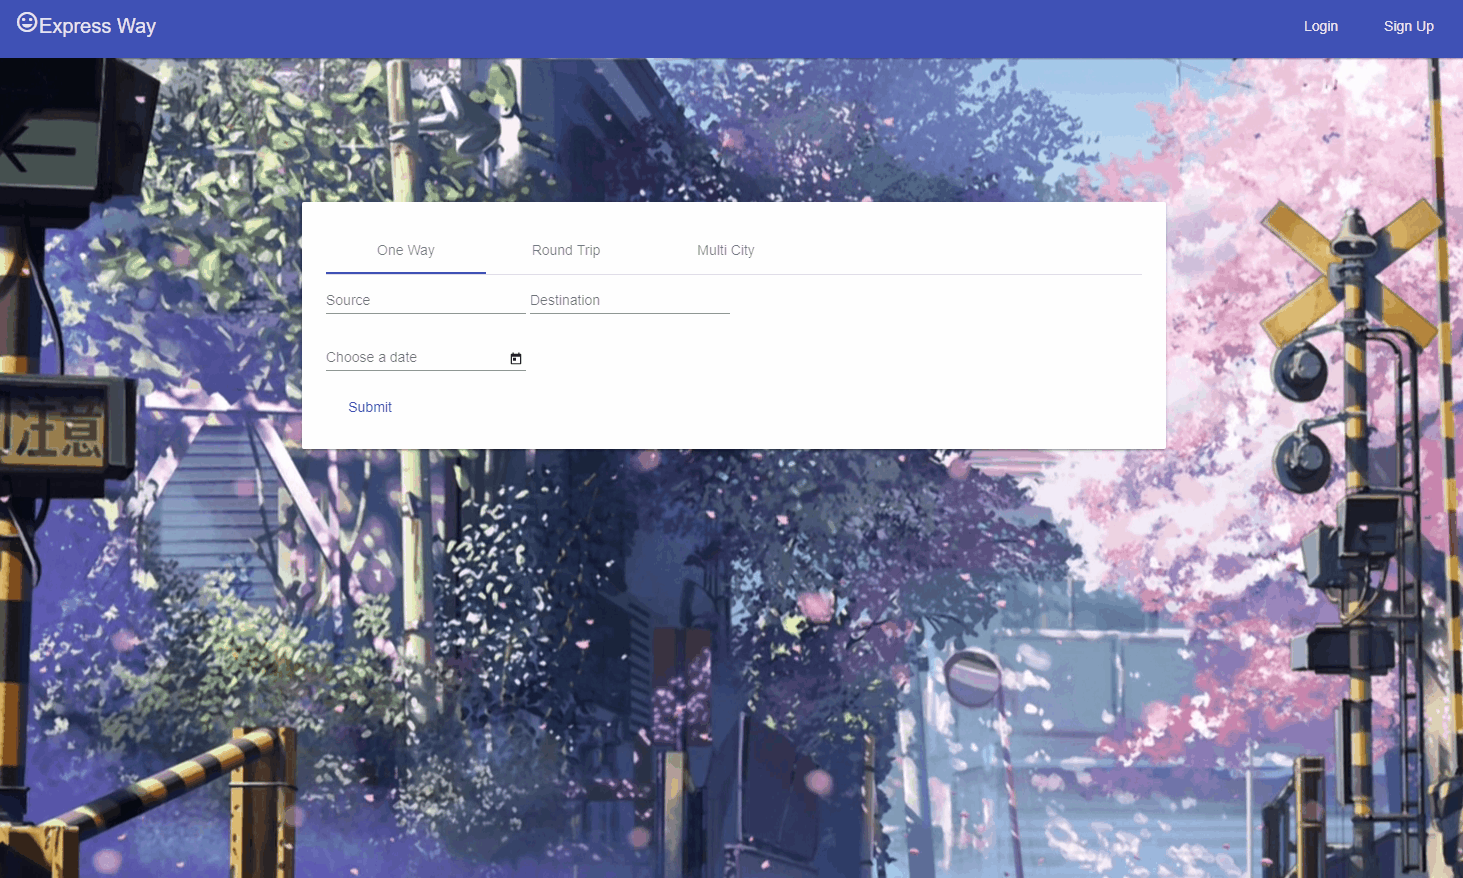 Express Way
Login
Sign Up
One Way
Round Trip
Multi City
Source
Destination
Choose a date
Submit
注意